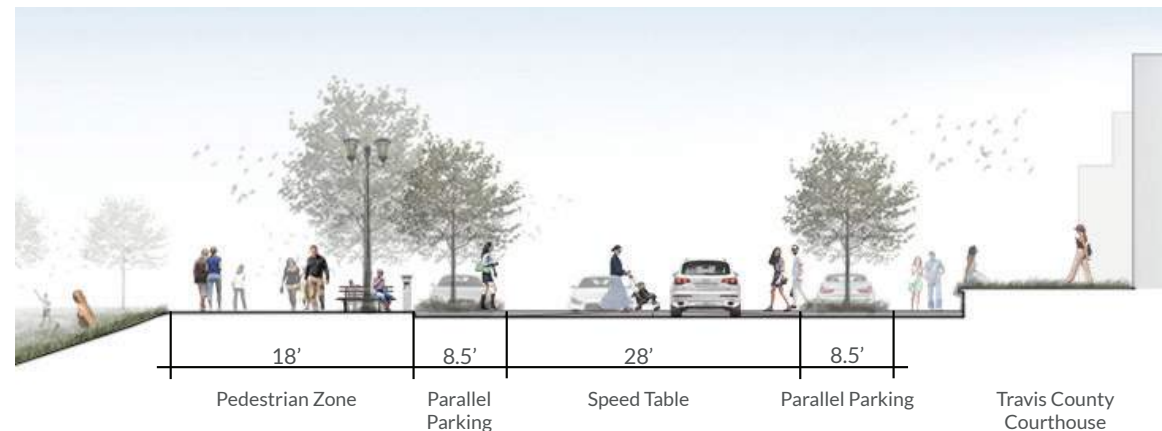 18’ 8.5’ 28’ 8.5’
Pedestrian Zone Parallel Speed Table Parallel Parking Travis County
Parking Courthouse